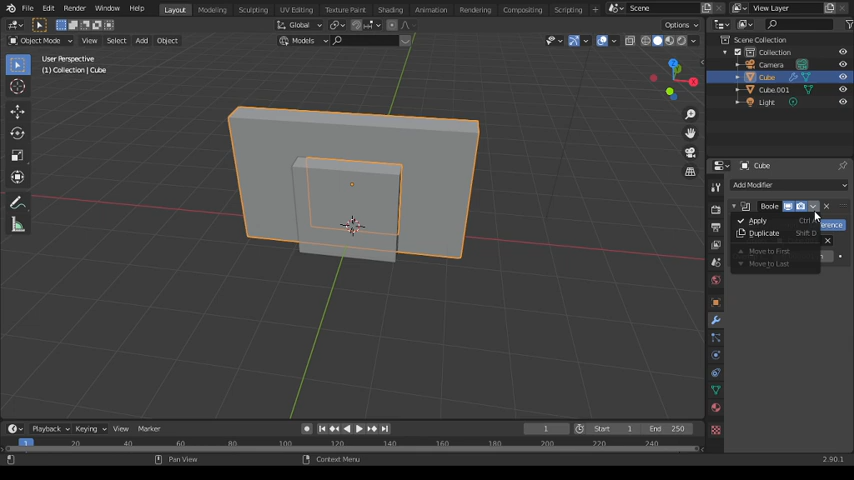 File Edit Render Window Help Layout Modeling Sculpting UV Editing Texture Paint Shading Animation Rendering Compositing Scripting + Scene View Layer
Global Options
Object Mode View Select Add Object Models
User Perspective
(1) Collection | Cube
Scene Collection
Collection
Camera
Cube
Cube.001
Light
Cube
Add Modifier
Boole
Apply Ctrl
Duplicate Shift D
erence
Move to First
Move to Last
Playback Keying View Marker 1 Start 1 End 250
1 20 40 60 80 100 120 140 160 180 200 220 240
Pan View Context Menu 2.90.1